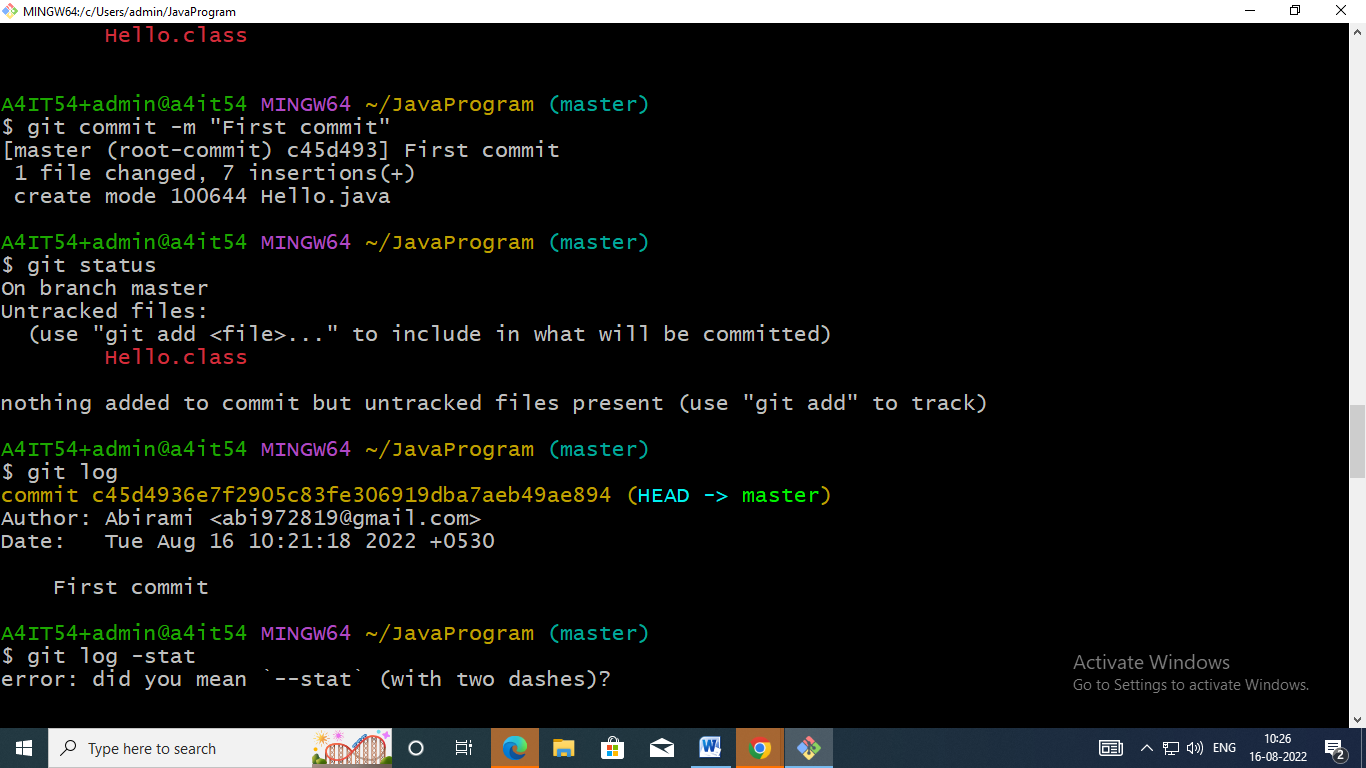 MINGW64:/c/Users/admin/JavaProgram
Hello.class
A4IT54+admin@a4it54 MINGW64 ~/JavaProgram (master)
$ git commit -m "First commit"
[master (root-commit) c45d493] First commit
1 file changed, 7 insertions(+)
create mode 100644 Hello.java
A4IT54+admin@a4it54 MINGW64 ~/JavaProgram (master)
$ git status
On branch master
Untracked files:
(use "git add <file>..." to include in what will be committed)
Hello.class
nothing added to commit but untracked files present (use "git add" to track)
A4IT54+admin@a4it54 MINGW64 ~/JavaProgram (master)
$ git log
commit c45d4936e7f2905c83fe306919dba7aeb49ae894 (HEAD -> master)
Author: Abirami <abi972819@gmail.com>
Date:   Tue Aug 16 10:21:18 2022 +0530
First commit
A4IT54+admin@a4it54 MINGW64 ~/JavaProgram (master)
$ git log -stat
error: did you mean `--stat` (with two dashes)?
Activate Windows
Go to Settings to activate Windows.
Type here to search
W
ENG
10:26
16-08-2022
2